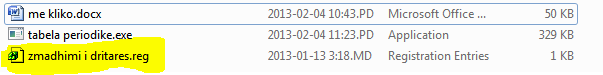 me kliko.docx 2013-02-04 10:43.PD Microsoft Office ... 50 KB
tabela periodike.exe 2013-02-04 11:23.PD Application 329 KB
zmadhimi i dritares.reg 2013-01-13 3:18.MD Registration Entries 1 KB